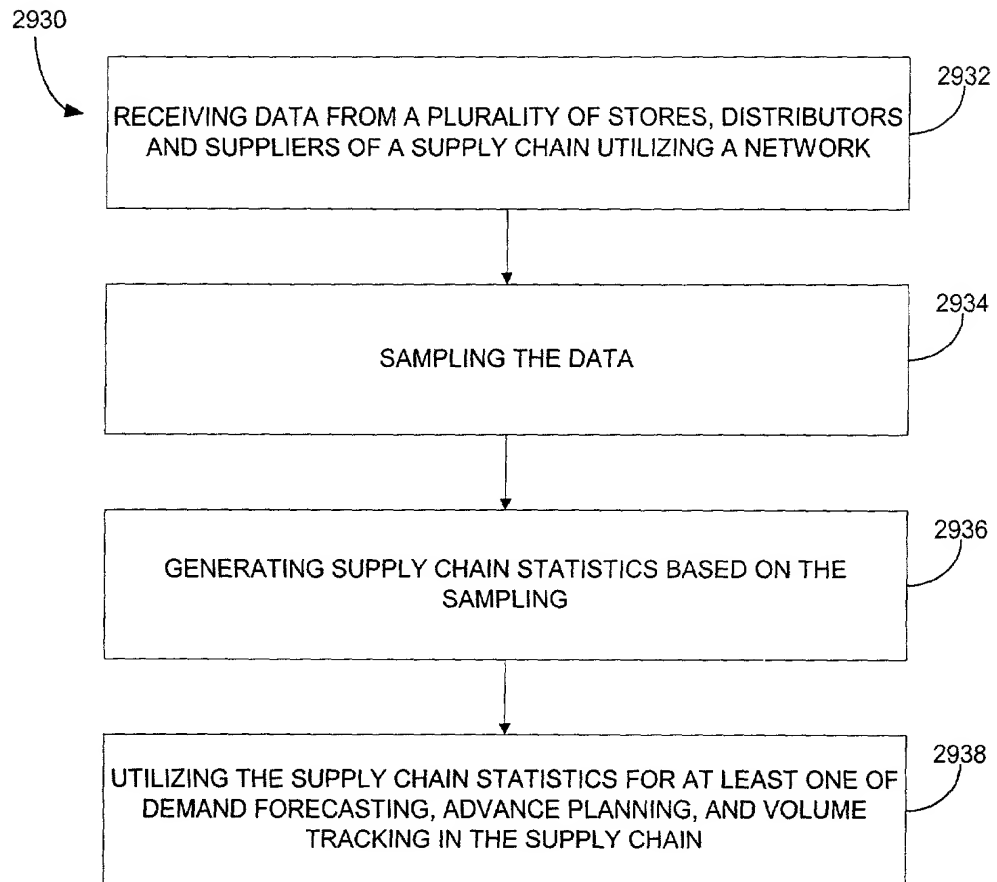 2930
2932
RECEIVING DATA FROM A PLURALITY OF STORES, DISTRIBUTORS
AND SUPPLIERS OF A SUPPLY CHAIN UTILIZING A NETWORK
2934
SAMPLING THE DATA
2936
GENERATING SUPPLY CHAIN STATISTICS BASED ON THE
SAMPLING
2938
UTILIZING THE SUPPLY CHAIN STATISTICS FOR AT LEAST ONE OF
DEMAND FORECASTING, ADVANCE PLANNING, AND VOLUME
TRACKING IN THE SUPPLY CHAIN